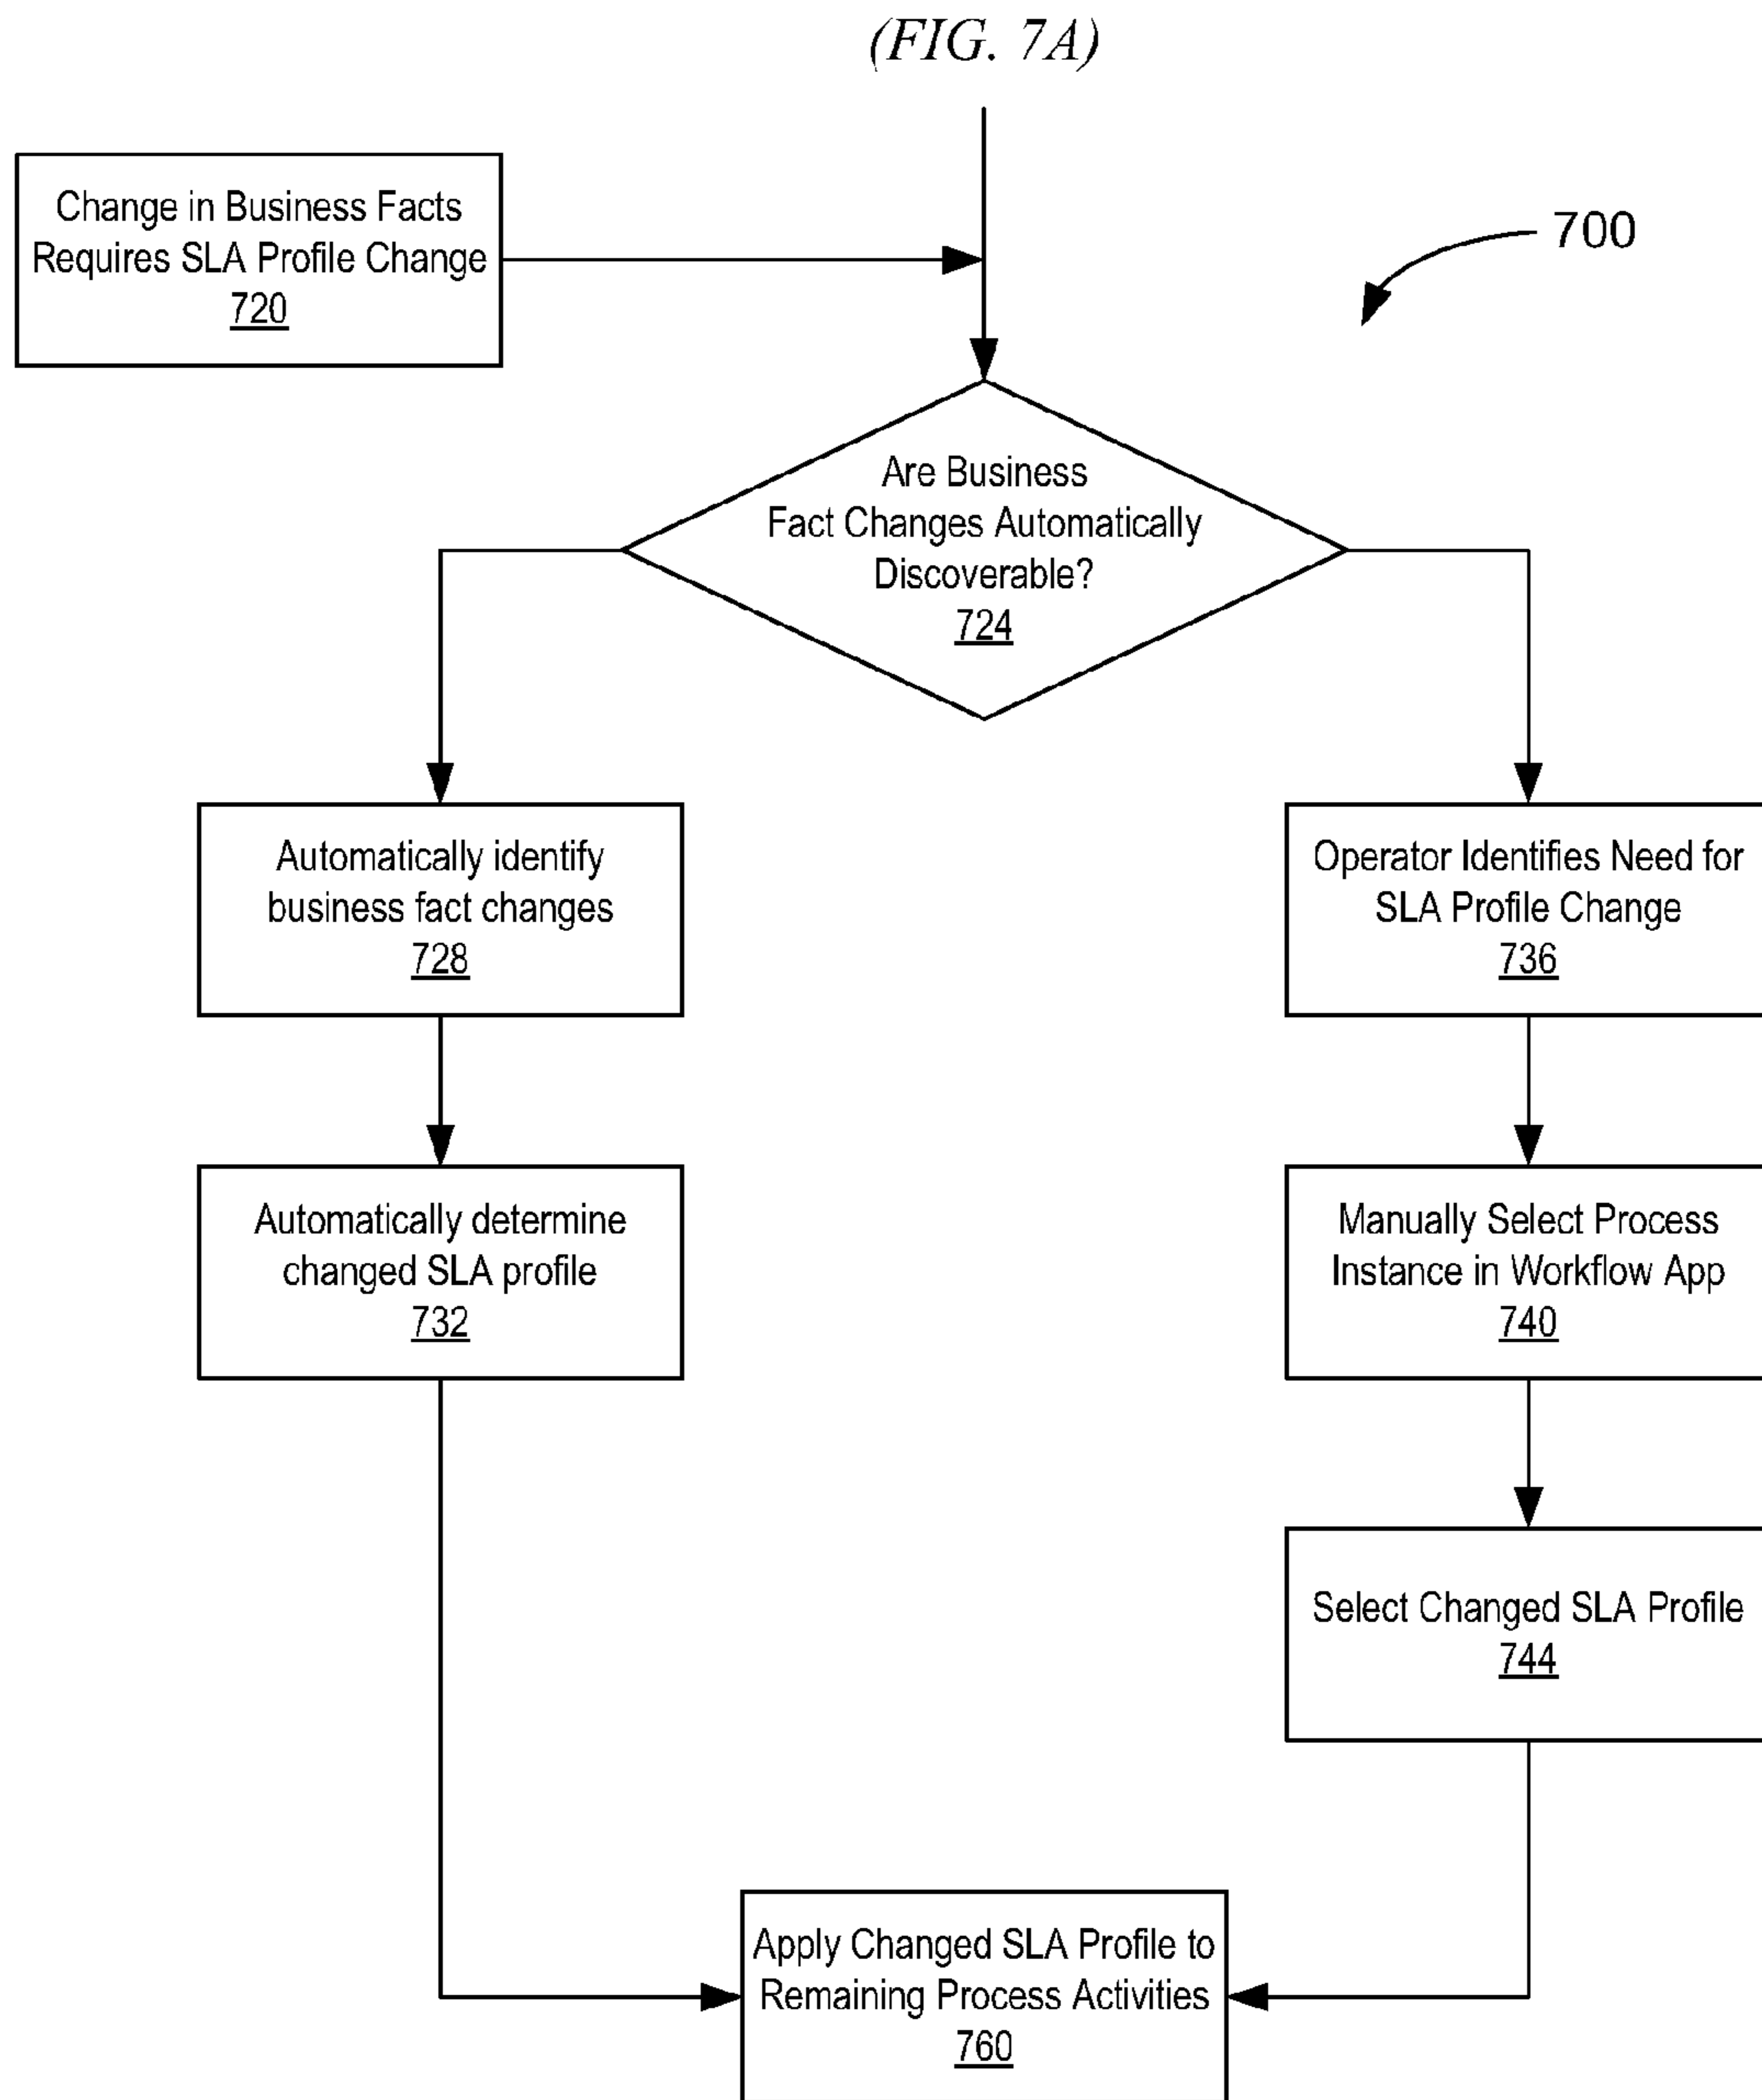 (FIG. 7A)
Change in Business Facts
Requires SLA Profile Change
720
700
Are Business
Fact Changes Automatically
Discoverable?
724
Automatically identify
business fact changes
728
Operator Identifies Need for
SLA Profile Change
736
Automatically determine
changed SLA profile
732
Manually Select Process
Instance in Workflow App
740
Select Changed SLA Profile
744
Apply Changed SLA Profile to
Remaining Process Activities
760